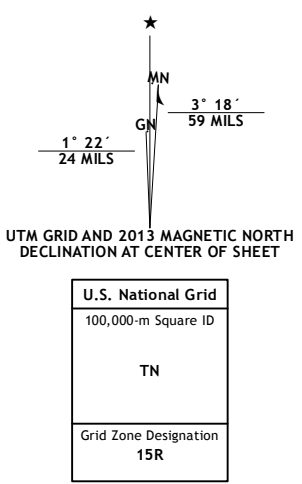 MN
3° 18´
59 MILS
GN
1° 22´
24 MILS
UTM GRID AND 2013 MAGNETIC NORTH
DECLINATION AT CENTER OF SHEET
U.S. National Grid
100,000-m Square ID
TN
Grid Zone Designation
15R